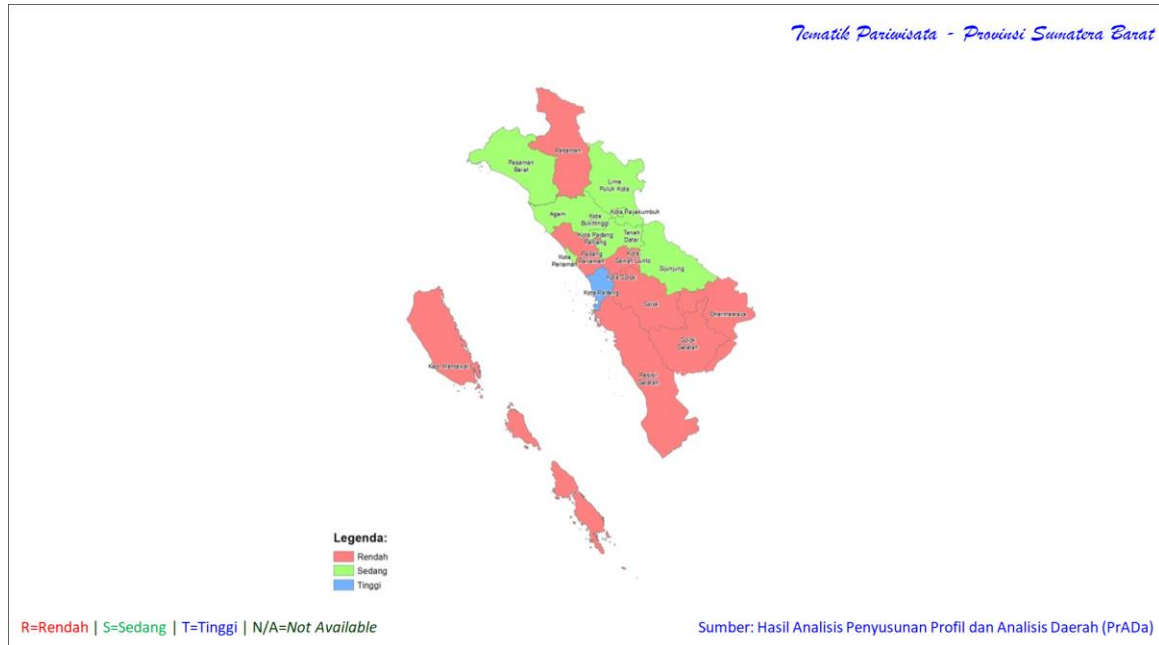 Tematik Pariwisata - Provinsi Sumatera Barat
Pasaman
Pasaman
Barat
Lima
Puluh Kota
Kota Payakumbuh
Agam
Kota
Bukittinggi
Kota Padang
Panjang
Tanah
Datar
Padang
Pariaman
Kota
Sawah Lunto
Kota
Pariaman
Sijunjung
Kota Solok
Kota Padang
Solok
Dharmasraya
Solok
Selatan
Pesisir
Selatan
Kep. Mentawai
Legenda:
Rendah
Sedang
Tinggi
R=Rendah | S=Sedang | T=Tinggi | N/A=Not Available
Sumber: Hasil Analisis Penyusunan Profil dan Analisis Daerah (PrADa)